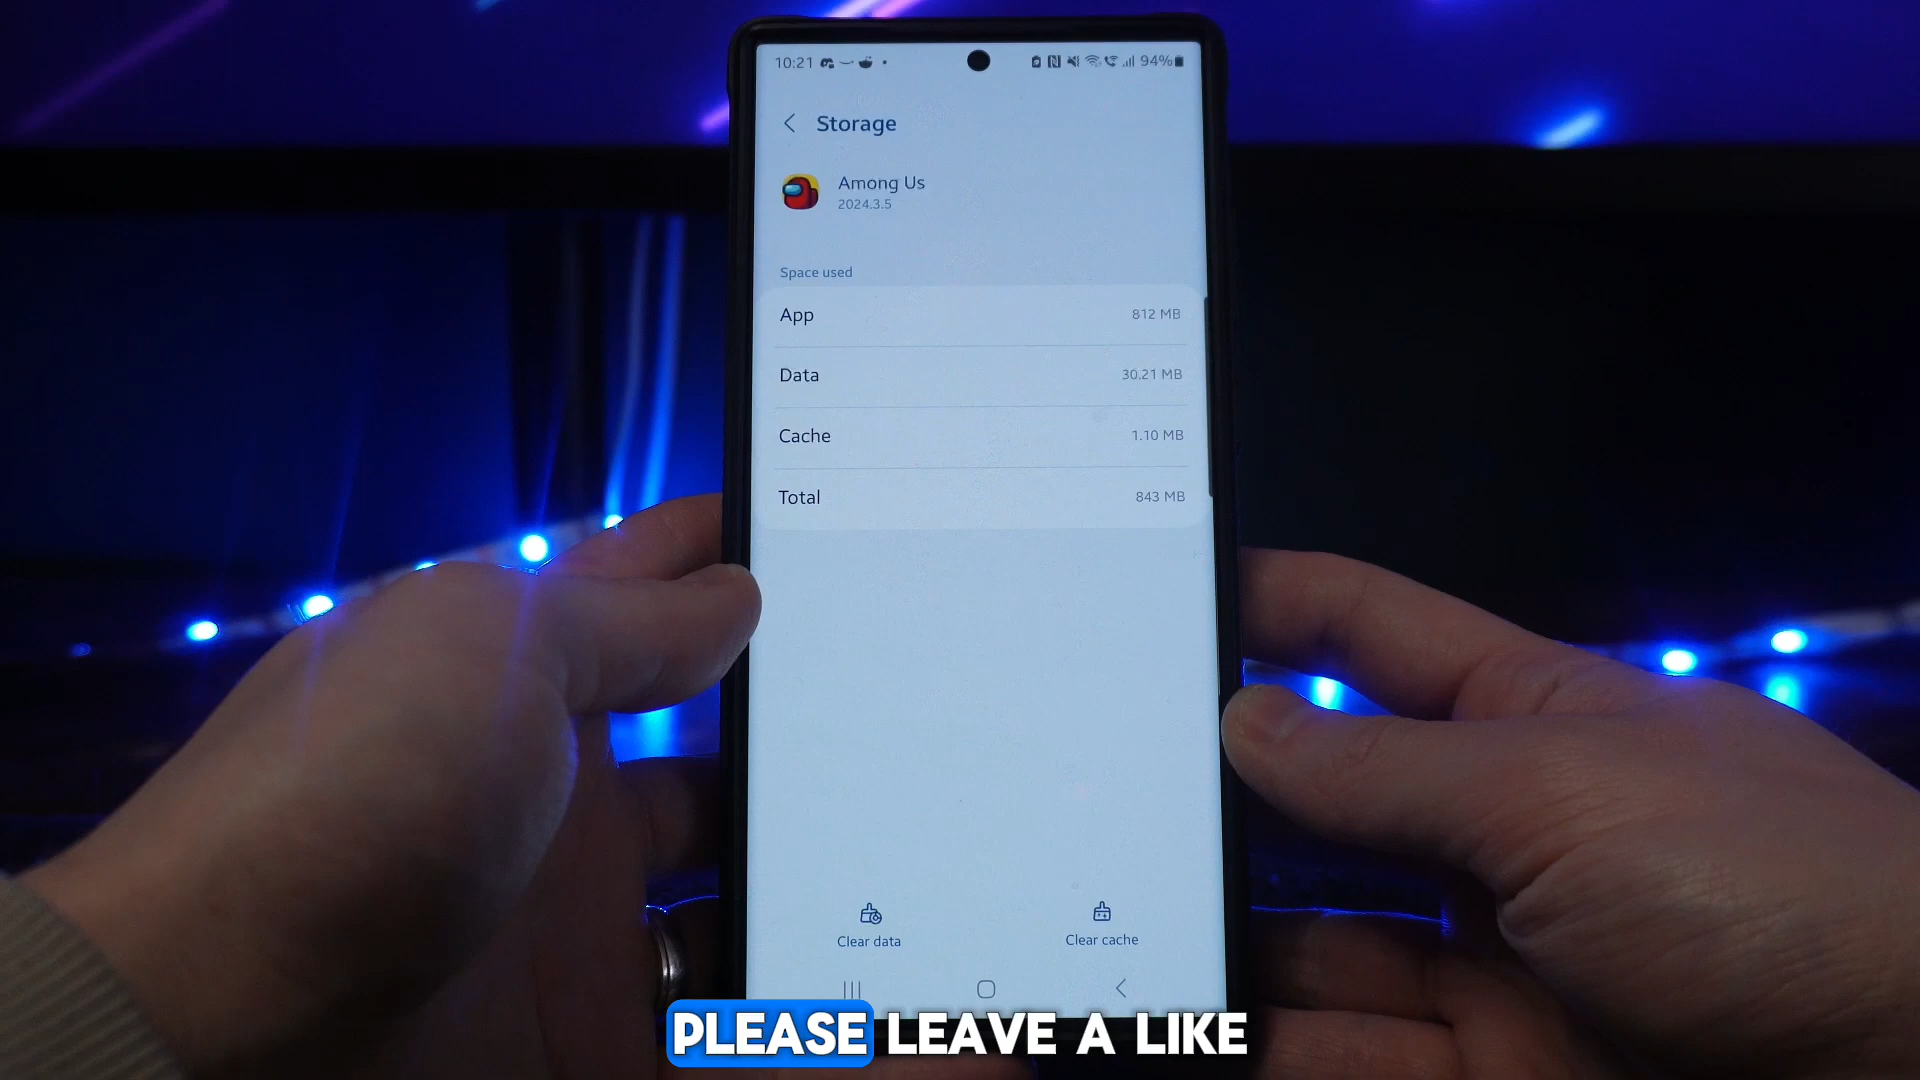 10:21 94%
Storage
Among Us
2024.3.5
Space used
App 812 MB
Data 30.21 MB
Cache 1.10 MB
Total 843 MB
Clear data Clear cache
PLEASE LEAVE A LIKE